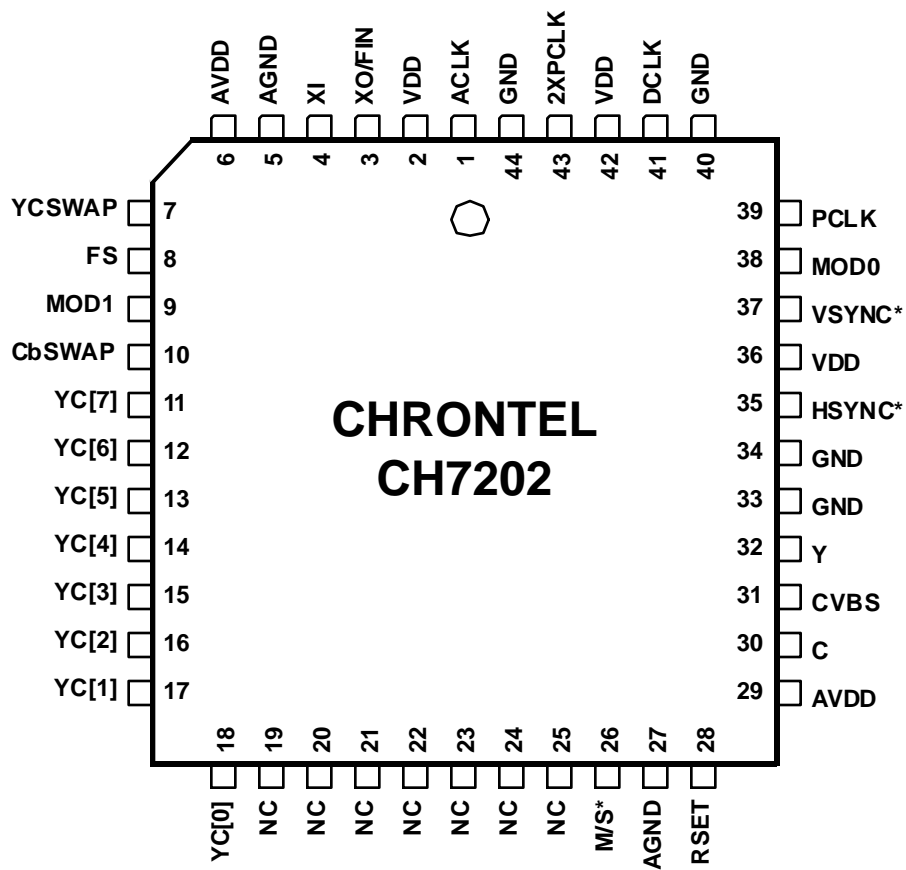 AVDD
AGND
XI
XO/FIN
VDD
ACLK
GND
2XPCLK
VDD
DCLK
GND
6
5
4
3
2
1
44
43
42
41
40
YCSWAP 7
FS 8
MOD1 9
CbSWAP 10
YC[7] 11
YC[6] 12
YC[5] 13
YC[4] 14
YC[3] 15
YC[2] 16
YC[1] 17
CHRONTEL
CH7202
39 PCLK
38 MOD0
37 VSYNC*
36 VDD
35 HSYNC*
34 GND
33 GND
32 Y
31 CVBS
30 C
29 AVDD
18
19
20
21
22
23
24
25
26
27
28
YC[0]
NC
NC
NC
NC
NC
NC
NC
M/S*
AGND
RSET